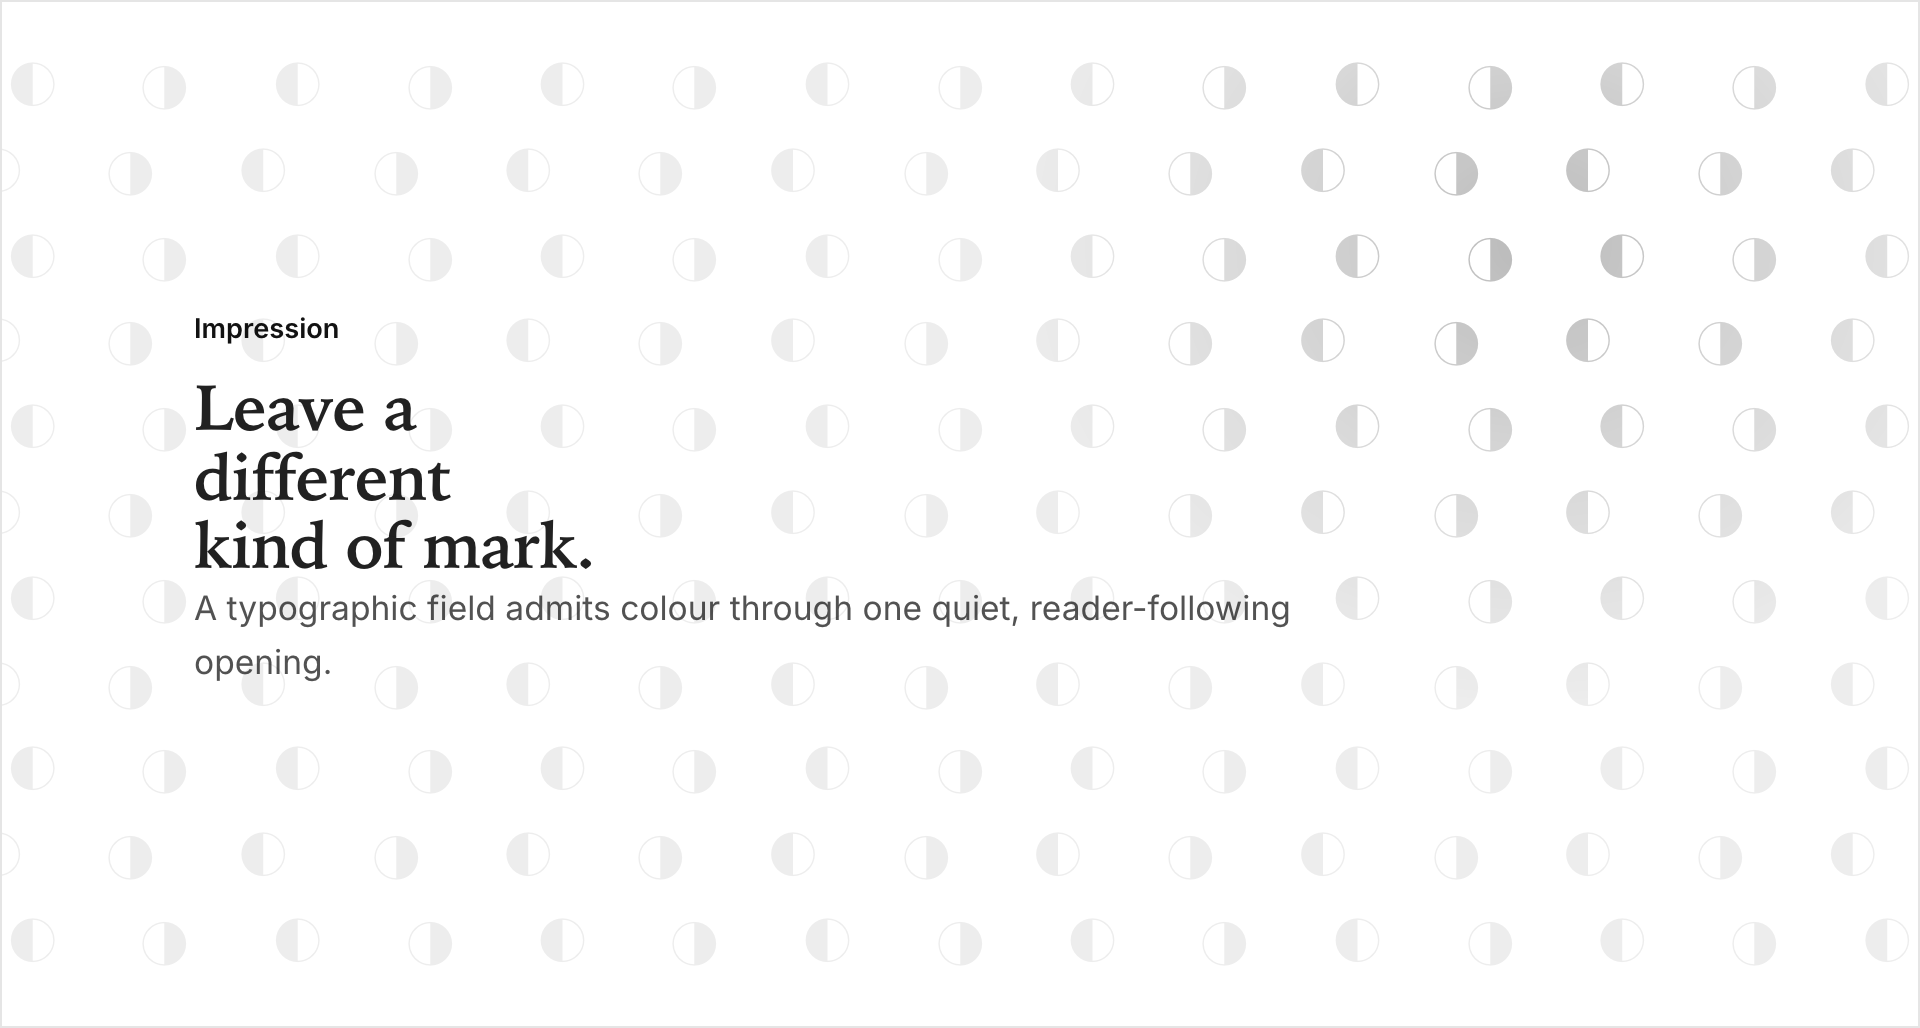 Impression
Leave a
different
kind of mark.
A typographic field admits colour through one quiet, reader-following
opening.